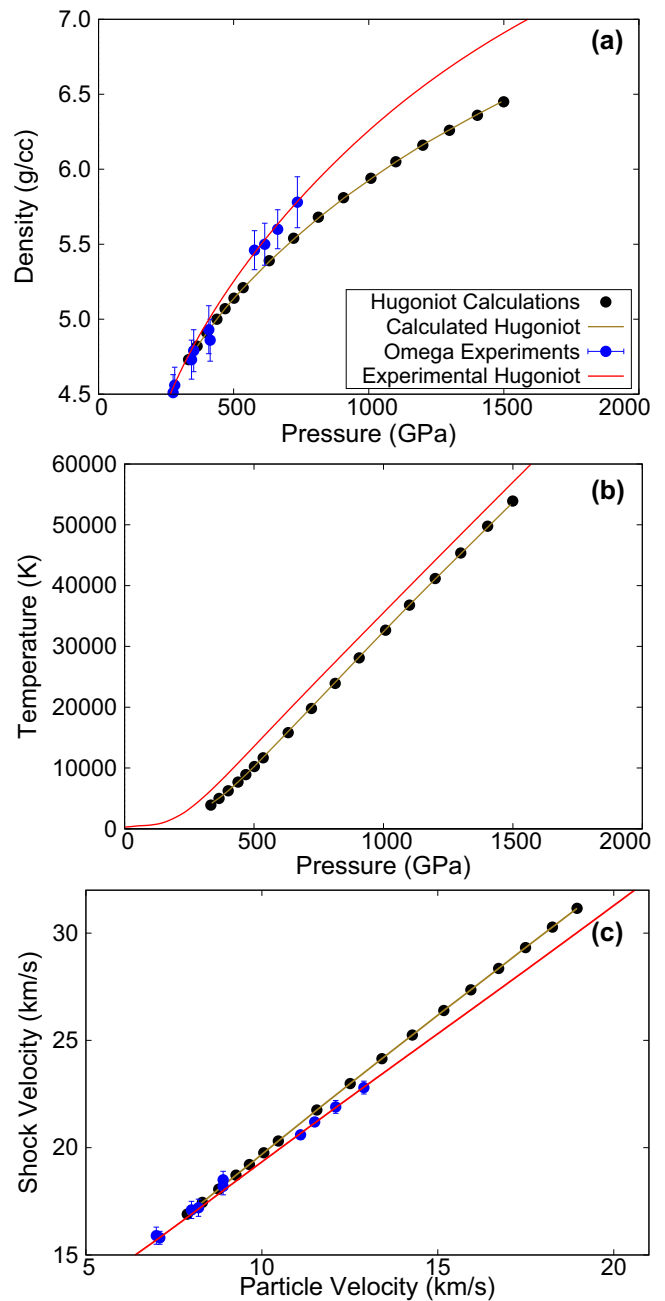 7.0
(a)
6.5
6.0
5.5
5.0
4.5
Density (g/cc)
Hugoniot Calculations
Calculated Hugoniot
Omega Experiments
Experimental Hugoniot
0 500 1000 1500 2000
Pressure (GPa)
60000
(b)
50000
40000
30000
20000
10000
0
Temperature (K)
0 500 1000 1500 2000
Pressure (GPa)
(c)
30
25
20
15
Shock Velocity (km/s)
5 10 15 20
Particle Velocity (km/s)